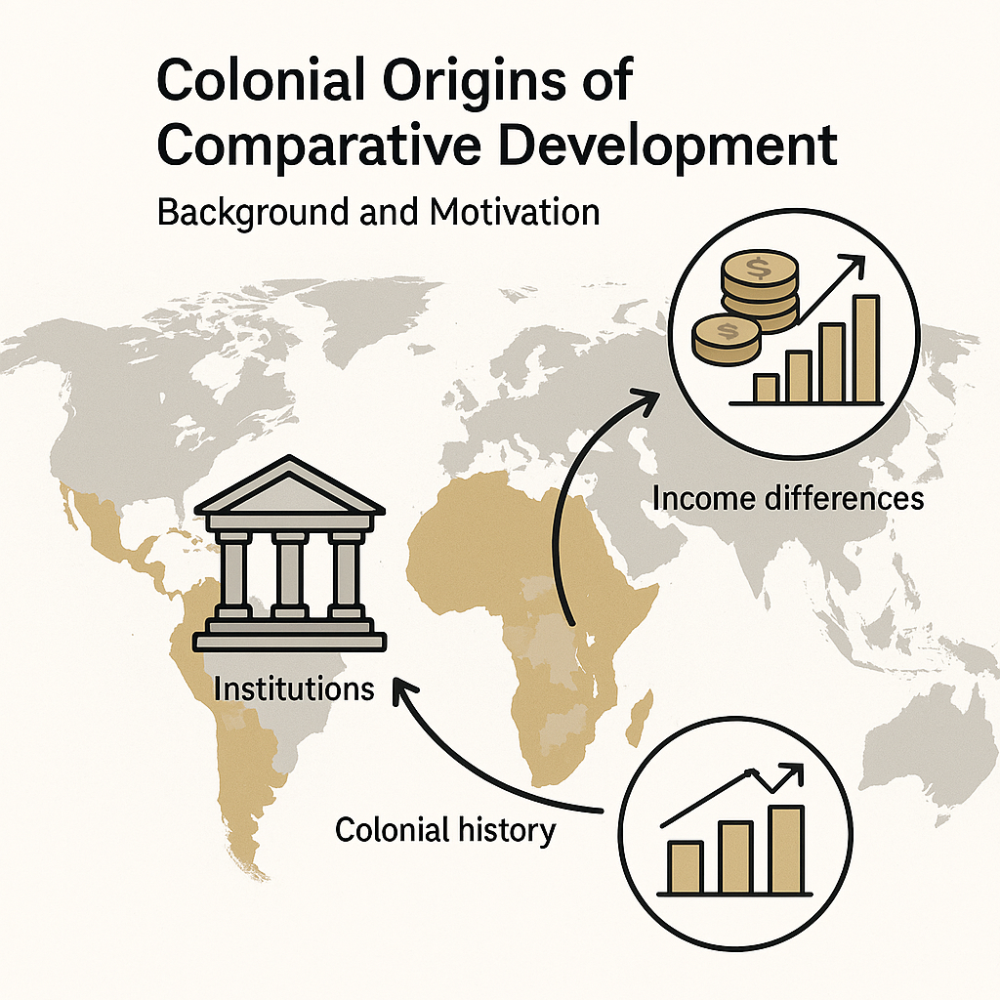 Colonial Origins of
Comparative Development
Background and Motivation
$
$
Income differences
Institutions
Colonial history